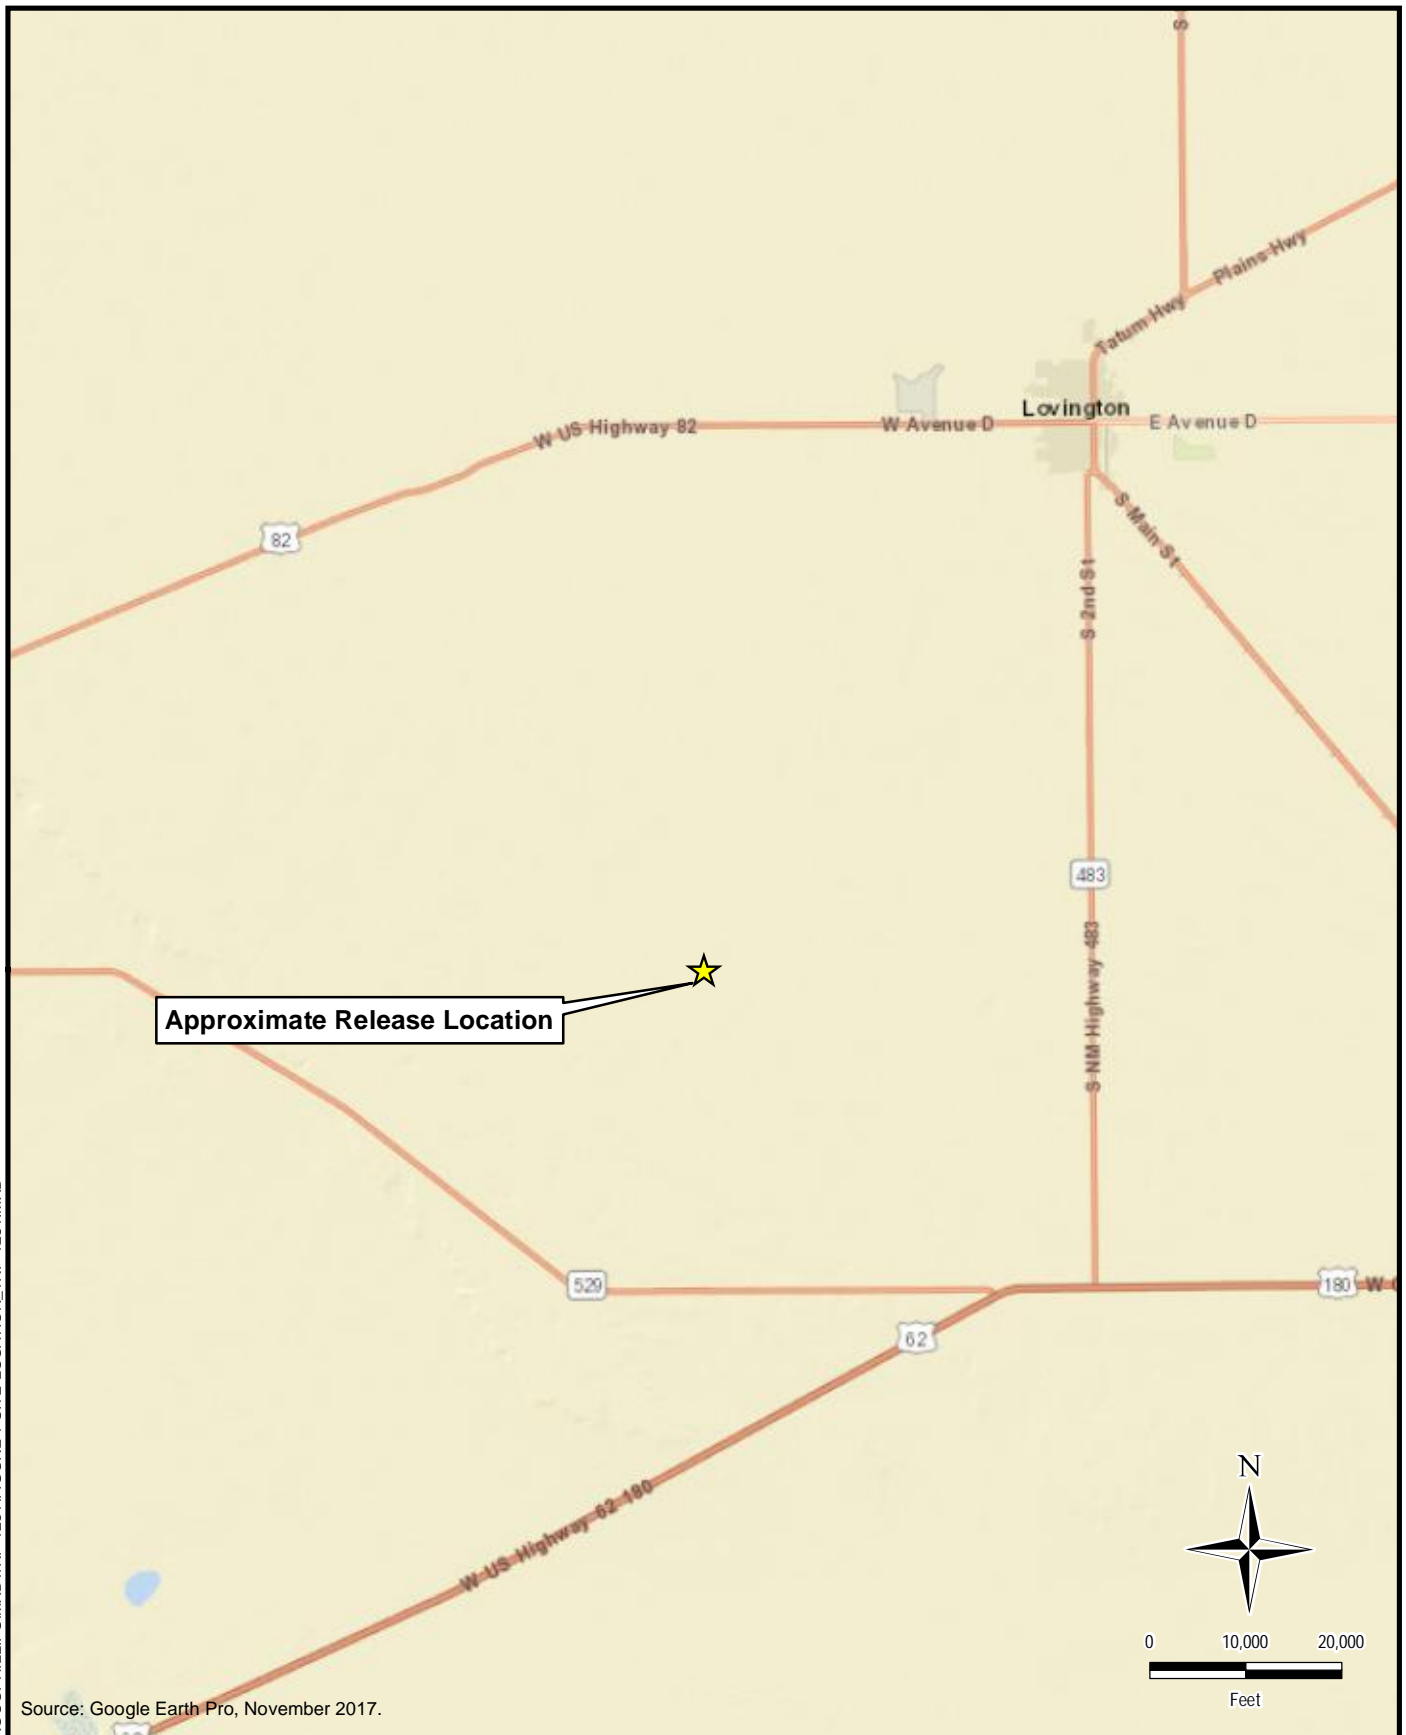 S
Plains Hwy
Tatum Hwy
Lovington
W US Highway 82
W Avenue D
E Avenue D
S Main St
82
S 2nd St
483
S NM Highway 483
Approximate Release Location
529
180
W
62
W US Highway 62 180
N
0 10,000 20,000
Feet
Source: Google Earth Pro, November 2017.